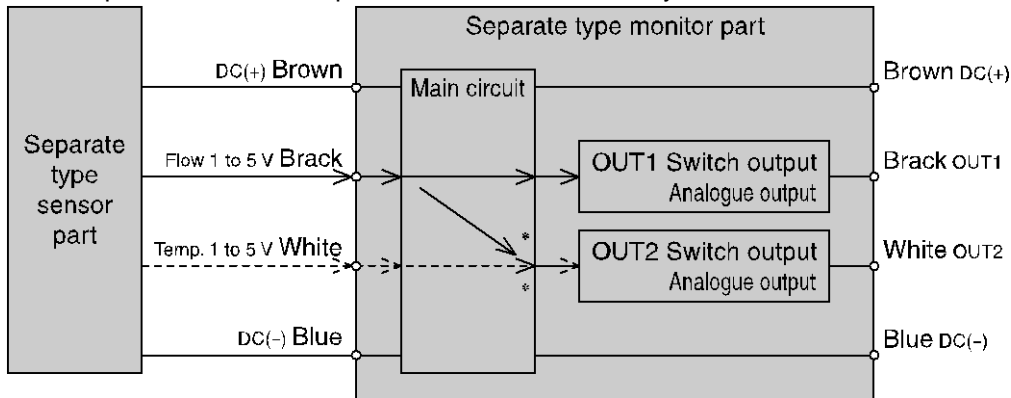 Separate type monitor part
DC(+) Brown
Main circuit
Brown DC(+)
Separate
type
sensor
part
Flow 1 to 5 V Brack
OUT1 Switch output
Analogue output
Brack OUT1
*
Temp. 1 to 5 V White
OUT2 Switch output
Analogue output
White OUT2
*
DC(−) Blue
Blue DC(−)